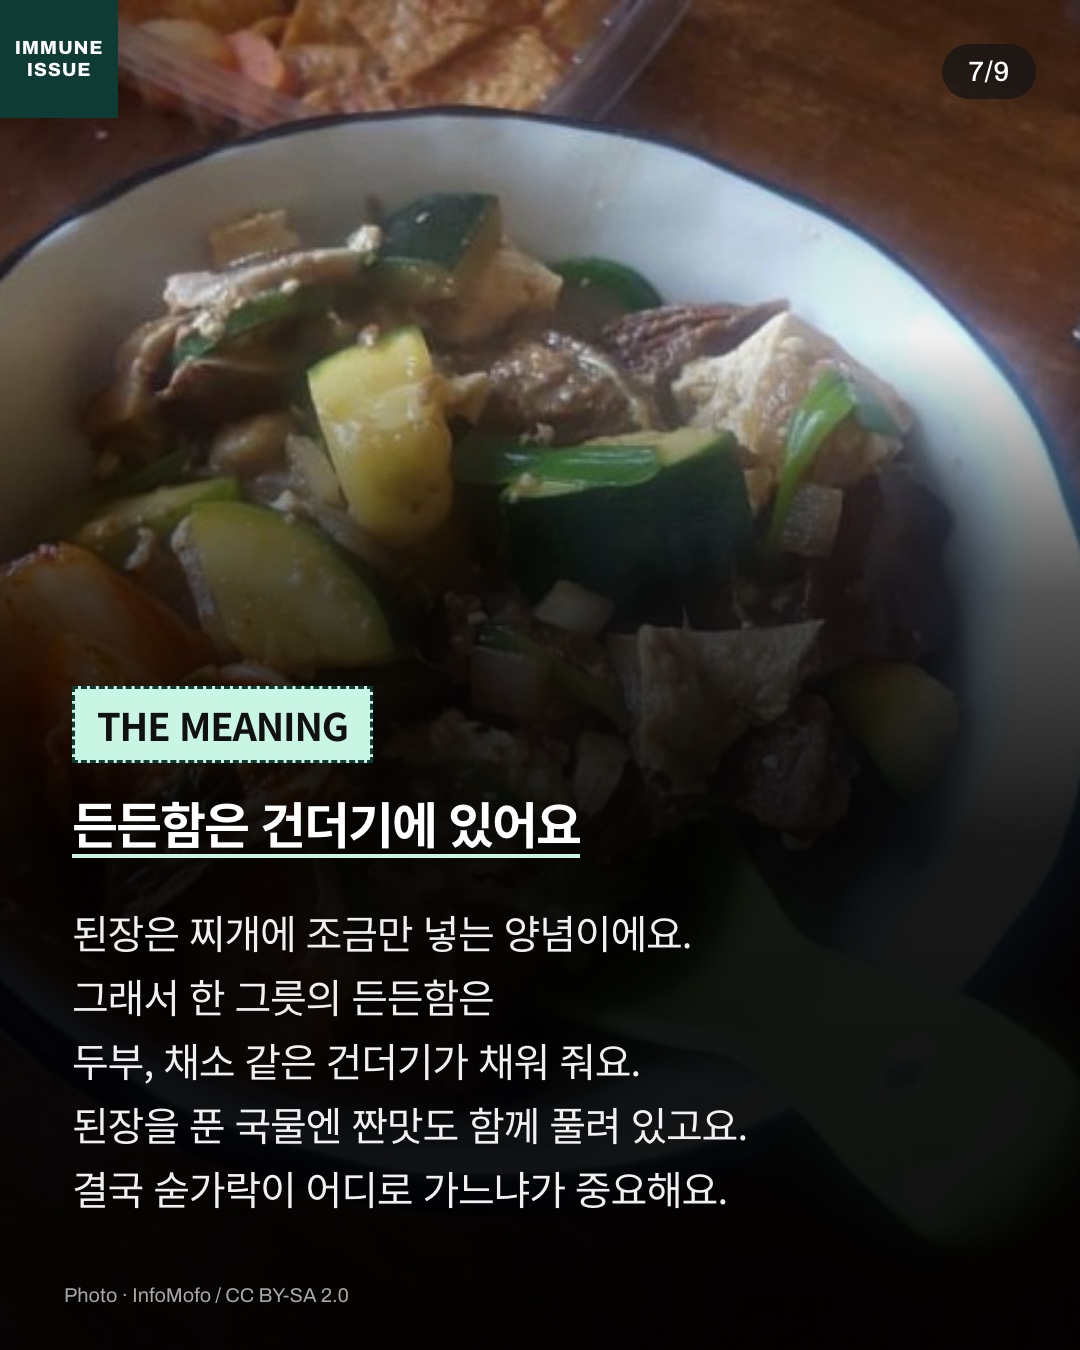 IMMUNE
ISSUE
7/9
THE MEANING
든든함은 건더기에 있어요
된장은 찌개에 조금만 넣는 양념이에요.
그래서 한 그릇의 든든함은
두부, 채소 같은 건더기가 채워 줘요.
된장을 푼 국물엔 짠맛도 함께 풀려 있고요.
결국 숟가락이 어디로 가느냐가 중요해요.
Photo · InfoMofo / CC BY-SA 2.0